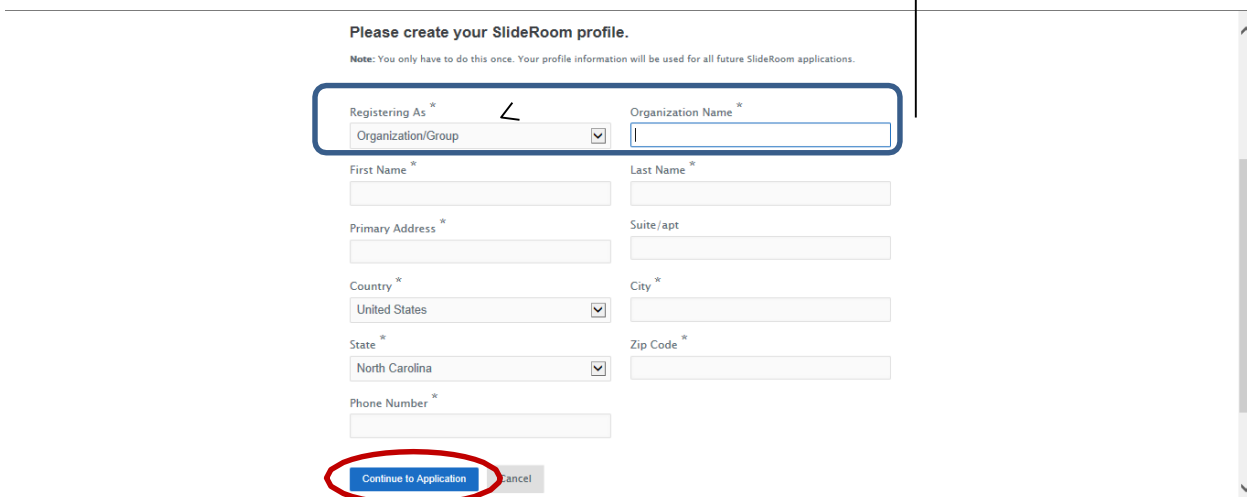 Please create your SlideRoom profile.
Note: You only have to do this once. Your profile information will be used for all future SlideRoom applications.
Registering As * Organization Name *
Organization/Group
First Name * Last Name *
Primary Address * Suite/apt
Country * City *
United States
State * Zip Code *
North Carolina
Phone Number *
Continue to Application Cancel